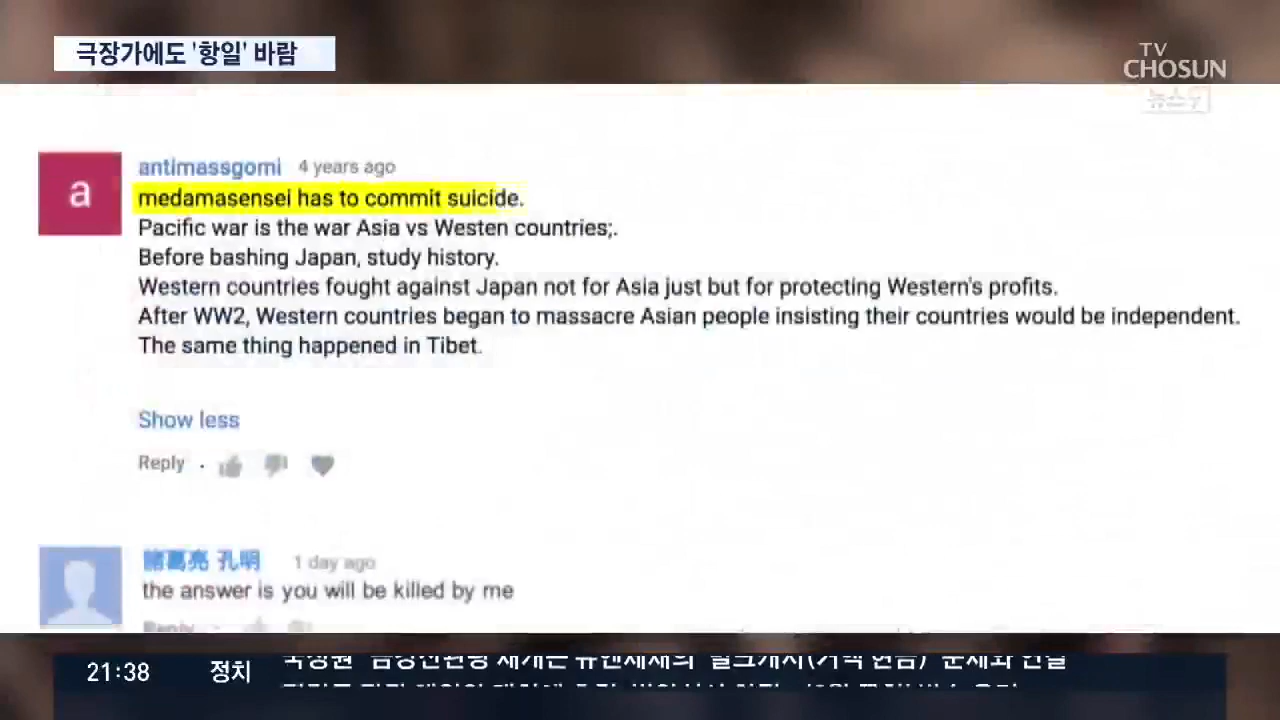 극장가에도 '항일' 바람
TV
CHOSUN
뉴스9
antimassgomi 4 years ago
medamasensei has to commit suicide.
Pacific war is the war Asia vs Westen countries;.
Before bashing Japan, study history.
Western countries fought against Japan not for Asia just but for protecting Western's profits.
After WW2, Western countries began to massacre Asian people insisting their countries would be independent.
The same thing happened in Tibet.
Show less
Reply
a
諸葛亮 孔明 1 day ago
the answer is you will be killed by me
Reply
21:38 정치